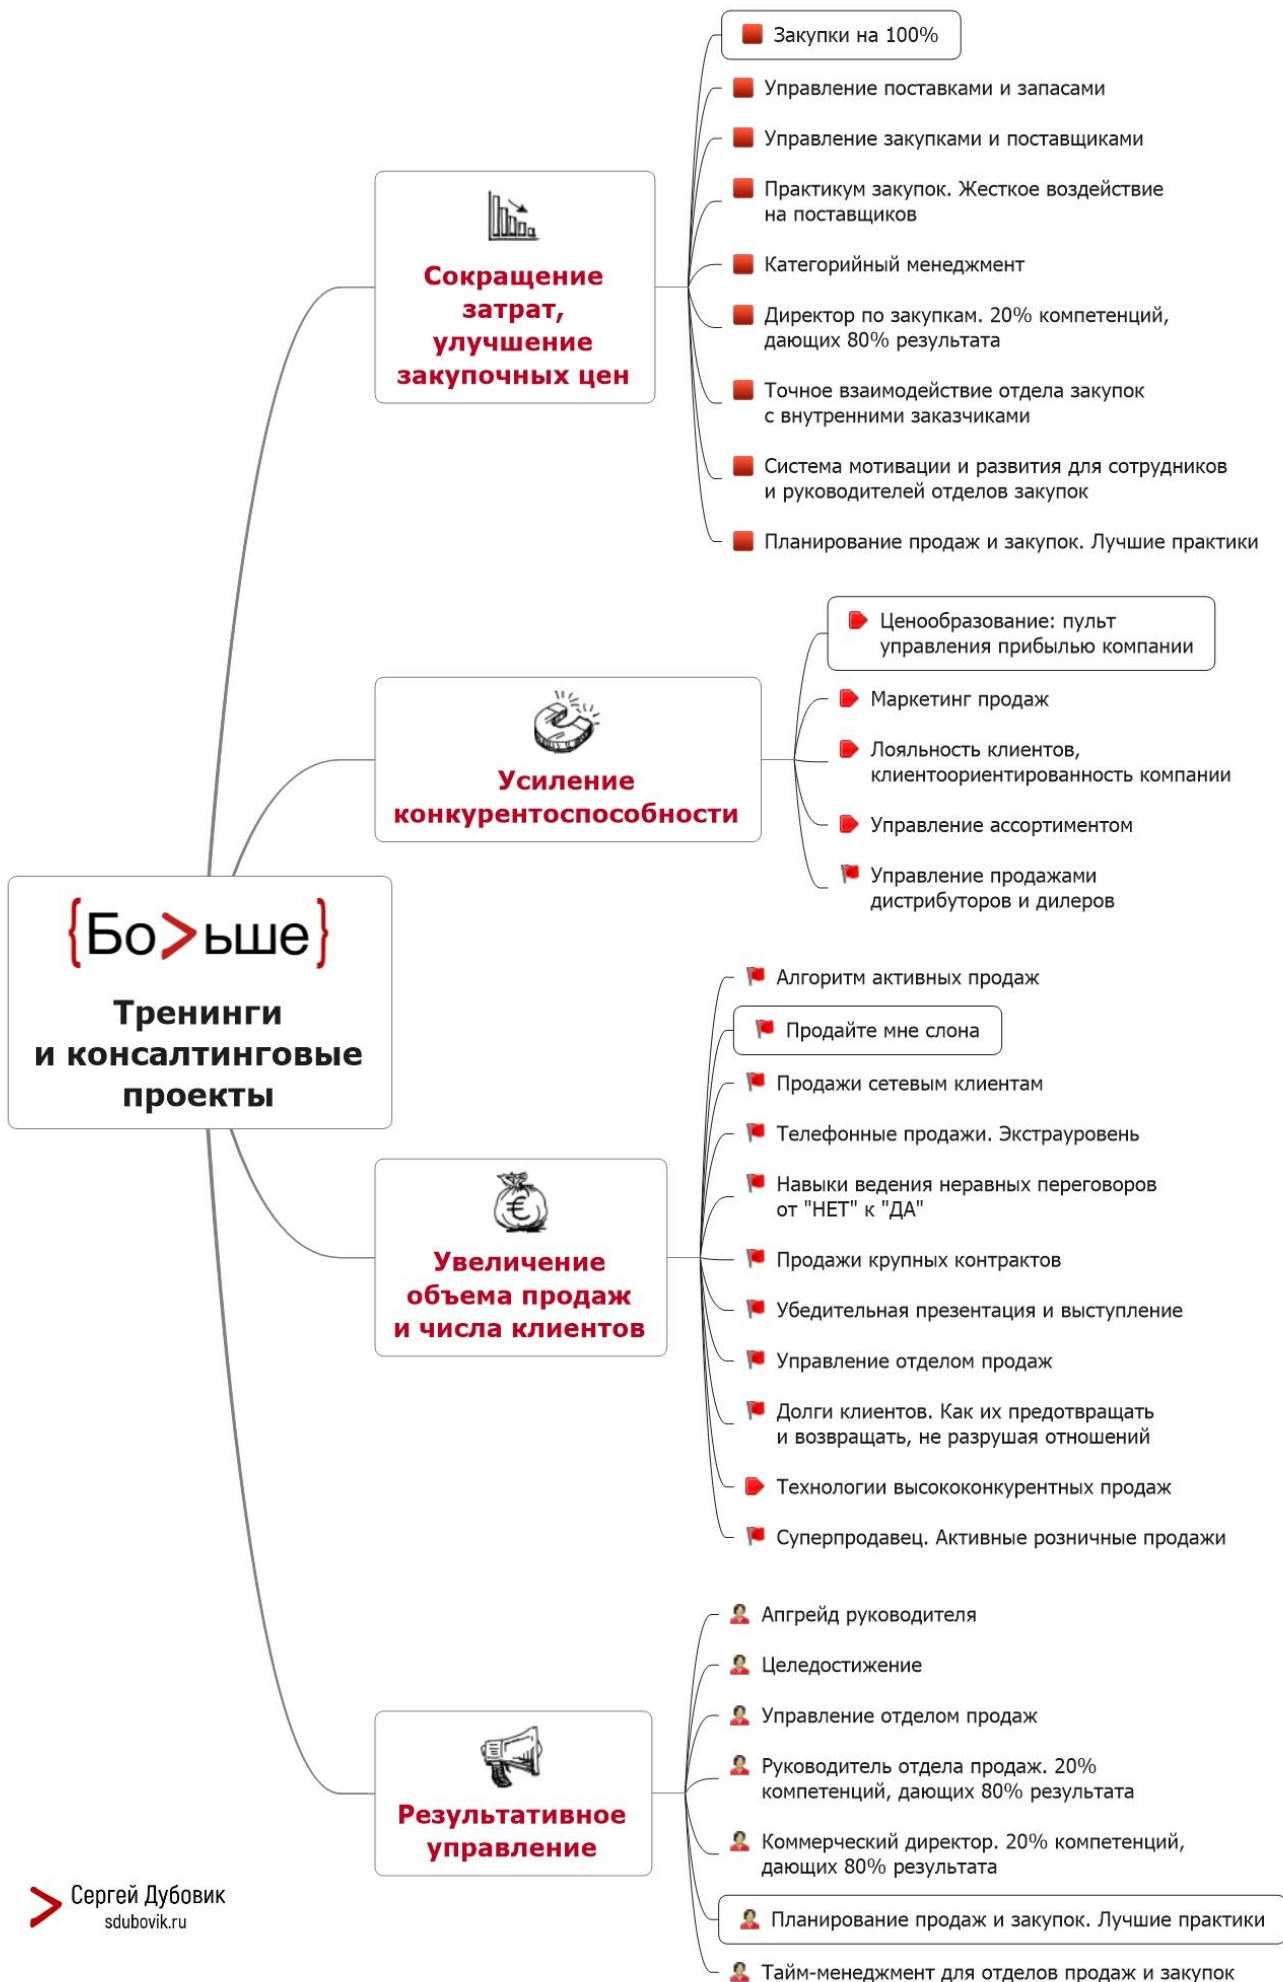 {Бо>ьше}
Тренинги
и консалтинговые
проекты
Сокращение
затрат,
улучшение
закупочных цен
Закупки на 100%
Управление поставками и запасами
Управление закупками и поставщиками
Практикум закупок. Жесткое воздействие
на поставщиков
Категорийный менеджмент
Директор по закупкам. 20% компетенций,
дающих 80% результата
Точное взаимодействие отдела закупок
с внутренними заказчиками
Система мотивации и развития для сотрудников
и руководителей отделов закупок
Планирование продаж и закупок. Лучшие практики
Усиление
конкурентоспособности
Ценообразование: пульт
управления прибылью компании
Маркетинг продаж
Лояльность клиентов,
клиентоориентированность компании
Управление ассортиментом
Управление продажами
дистрибуторов и дилеров
€
Увеличение
объема продаж
и числа клиентов
Алгоритм активных продаж
Продайте мне слона
Продажи сетевым клиентам
Телефонные продажи. Экстрауровень
Навыки ведения неравных переговоров
от "НЕТ" к "ДА"
Продажи крупных контрактов
Убедительная презентация и выступление
Управление отделом продаж
Долги клиентов. Как их предотвращать
и возвращать, не разрушая отношений
Технологии высококонкурентных продаж
Суперпродавец. Активные розничные продажи
Результативное
управление
Апгрейд руководителя
Целедостижение
Управление отделом продаж
Руководитель отдела продаж. 20%
компетенций, дающих 80% результата
Коммерческий директор. 20% компетенций,
дающих 80% результата
Планирование продаж и закупок. Лучшие практики
Тайм-менеджмент для отделов продаж и закупок
Сергей Дубовик
sdubovik.ru